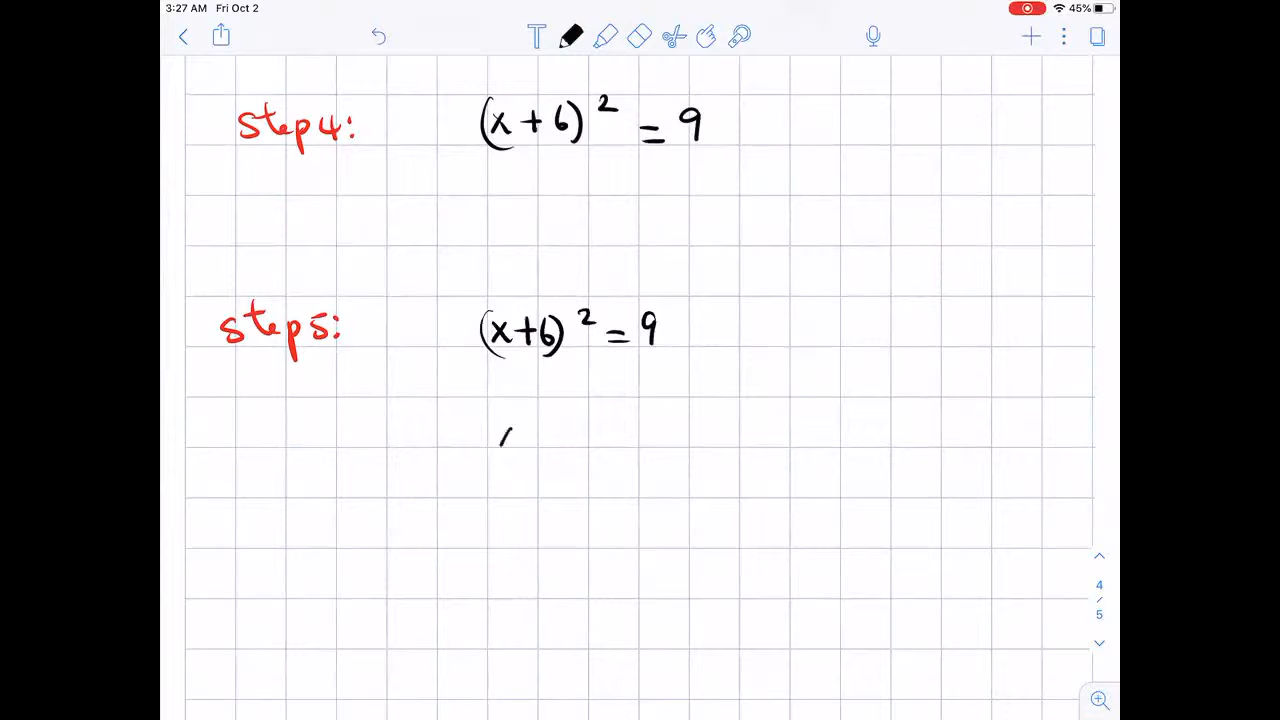 3:27 AM Fri Oct 2 45%
T
step 4: (x + 6)² = 9
step 5: (x+6)² = 9
(
4
/
5